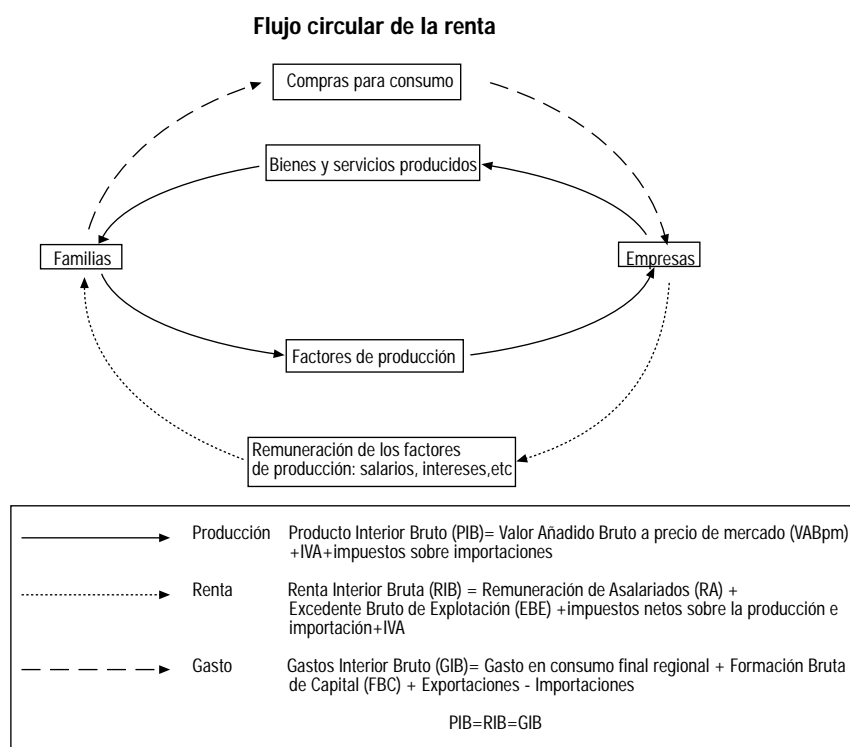 Flujo circular de la renta
Compras para consumo
Bienes y servicios producidos
Familias
Empresas
Factores de producción
Remuneración de los factores
de producción: salarios, intereses,etc
Producción Producto Interior Bruto (PIB)= Valor Añadido Bruto a precio de mercado (VABpm)
+IVA+impuestos sobre importaciones
Renta Renta Interior Bruta (RIB) = Remuneración de Asalariados (RA) +
Excedente Bruto de Explotación (EBE) +impuestos netos sobre la producción e
importación+IVA
Gasto Gastos Interior Bruto (GIB)= Gasto en consumo final regional + Formación Bruta
de Capital (FBC) + Exportaciones - Importaciones
PIB=RIB=GIB